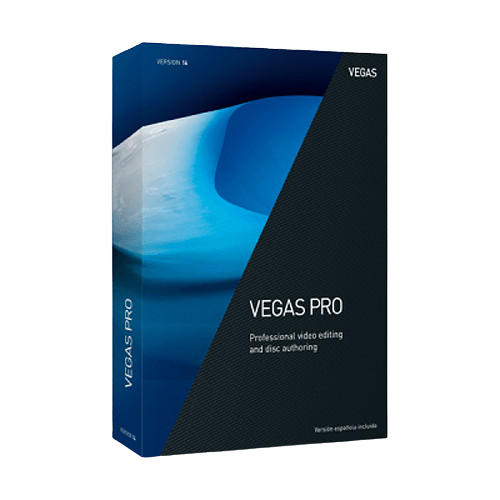 VERSION 14
VEGAS
VEGAS PRO
Professional video editing
and disc authoring
Versión española incluida
VEGAS PRO
VERSION 14